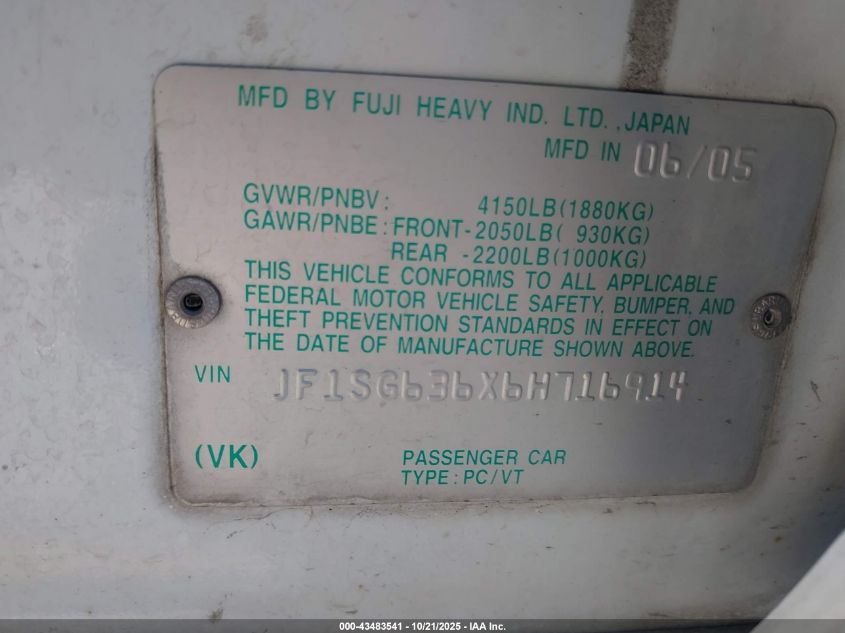 MFD BY FUJI HEAVY IND. LTD., JAPAN
MFD IN 06/05
GVWR/PNBV: 4150LB(1880KG)
GAWR/PNBE: FRONT-2050LB( 930KG)
REAR -2200LB(1000KG)
THIS VEHICLE CONFORMS TO ALL APPLICABLE
FEDERAL MOTOR VEHICLE SAFETY, BUMPER, AND
THEFT PREVENTION STANDARDS IN EFFECT ON
THE DATE OF MANUFACTURE SHOWN ABOVE.
VIN JF1SG636X6H716914
(VK) PASSENGER CAR
TYPE: PC/VT
000-43483541 - 10/21/2025 - IAA Inc.